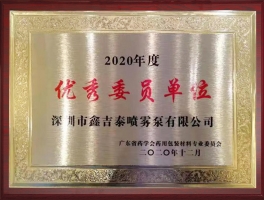 2020年度
优秀委员单位
深圳市鑫吉泰喷雾泵有限公司
广东省药学会药用包装材料专业委员会
二〇二〇年十二月